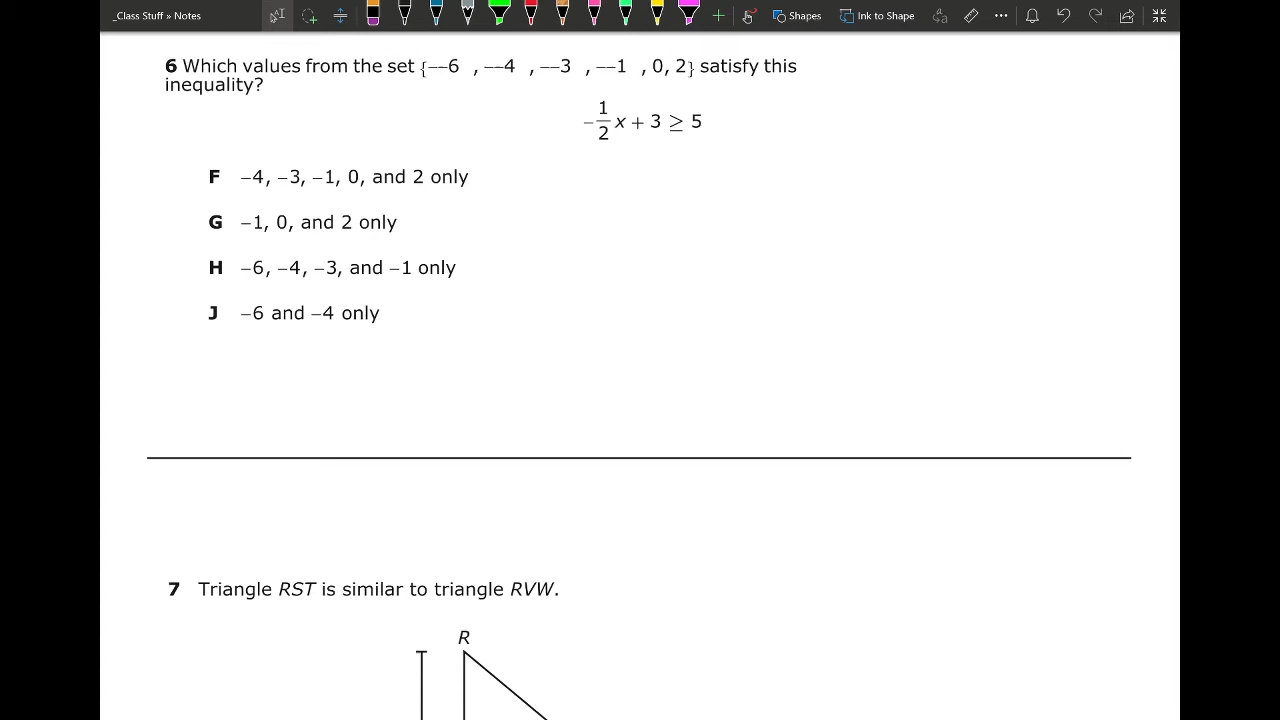 _Class Stuff » Notes
Shapes
Ink to Shape
6 Which values from the set {—6 , —4 , —3 , —1 , 0, 2} satisfy this
inequality?
−1/2 x + 3 ≥ 5
F −4, −3, −1, 0, and 2 only
G −1, 0, and 2 only
H −6, −4, −3, and −1 only
J −6 and −4 only
7 Triangle RST is similar to triangle RVW.
R